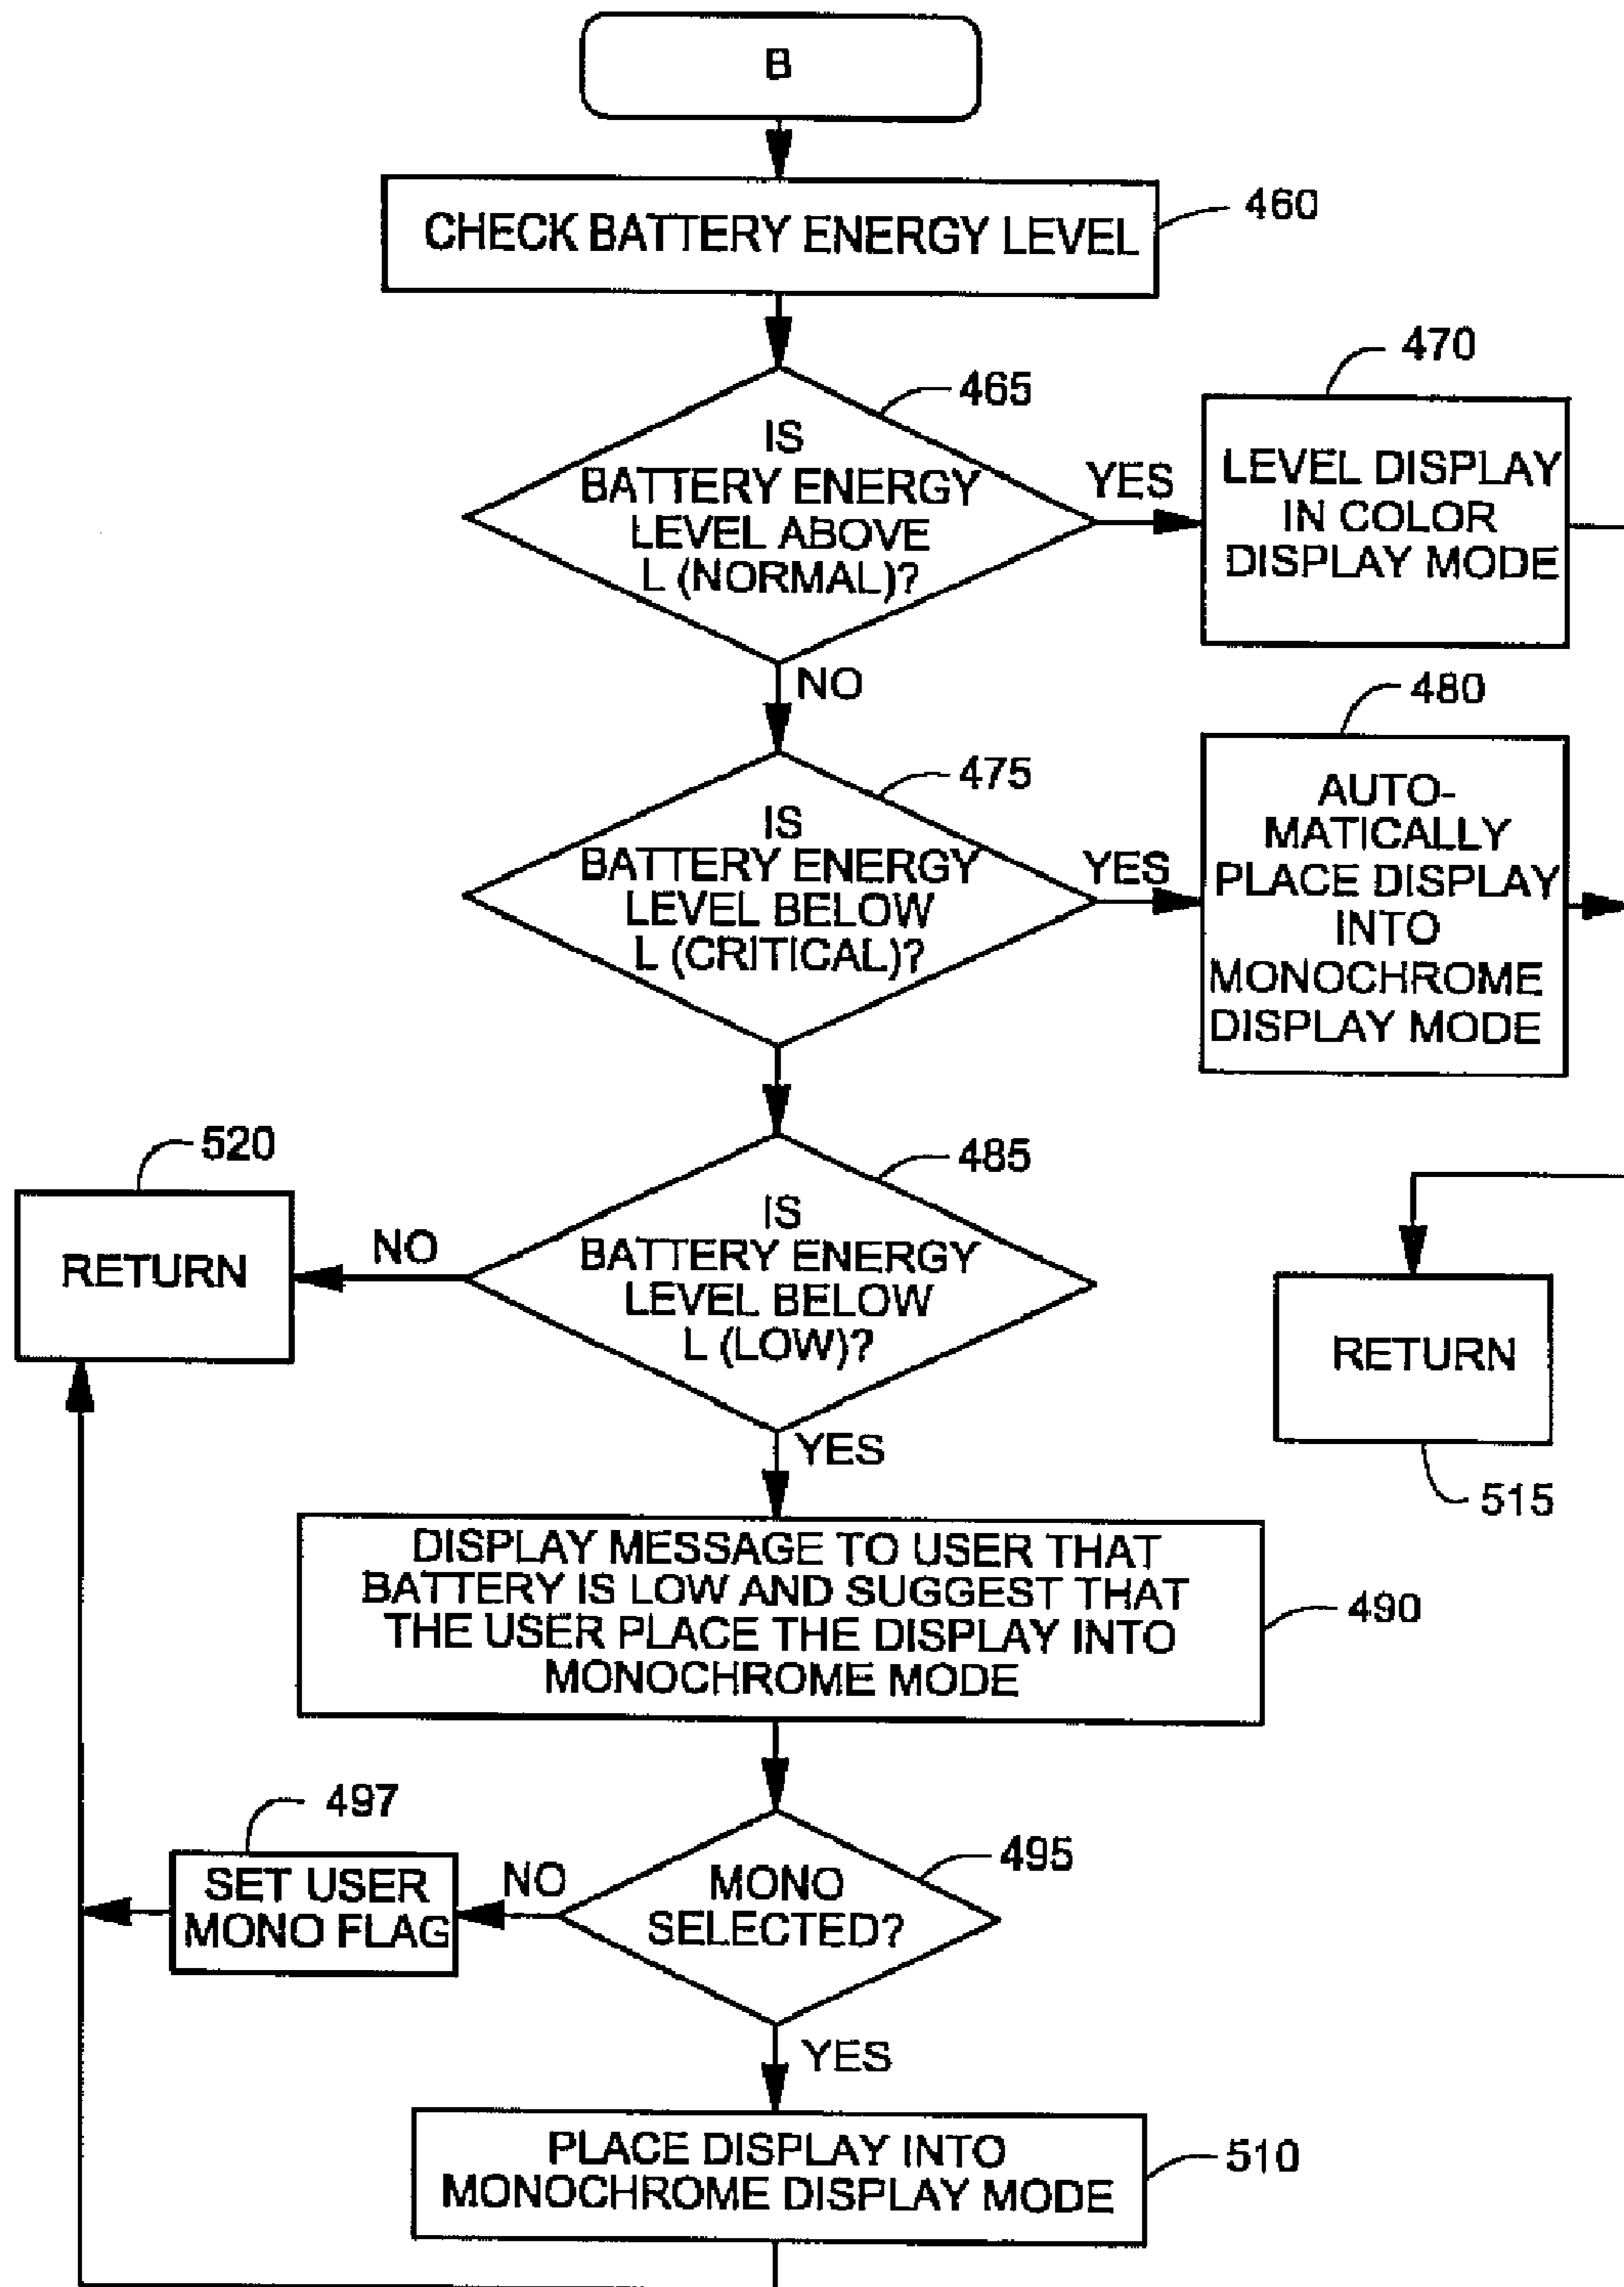 B
CHECK BATTERY ENERGY LEVEL
460
465
IS
BATTERY ENERGY
LEVEL ABOVE
L (NORMAL)?
YES
470
LEVEL DISPLAY
IN COLOR
DISPLAY MODE
NO
475
IS
BATTERY ENERGY
LEVEL BELOW
L (CRITICAL)?
YES
480
AUTO-
MATICALLY
PLACE DISPLAY
INTO
MONOCHROME
DISPLAY MODE
485
IS
BATTERY ENERGY
LEVEL BELOW
L (LOW)?
NO
520
RETURN
RETURN
515
YES
DISPLAY MESSAGE TO USER THAT
BATTERY IS LOW AND SUGGEST THAT
THE USER PLACE THE DISPLAY INTO
MONOCHROME MODE
490
495
MONO
SELECTED?
NO
497
SET USER
MONO FLAG
YES
PLACE DISPLAY INTO
MONOCHROME DISPLAY MODE
510